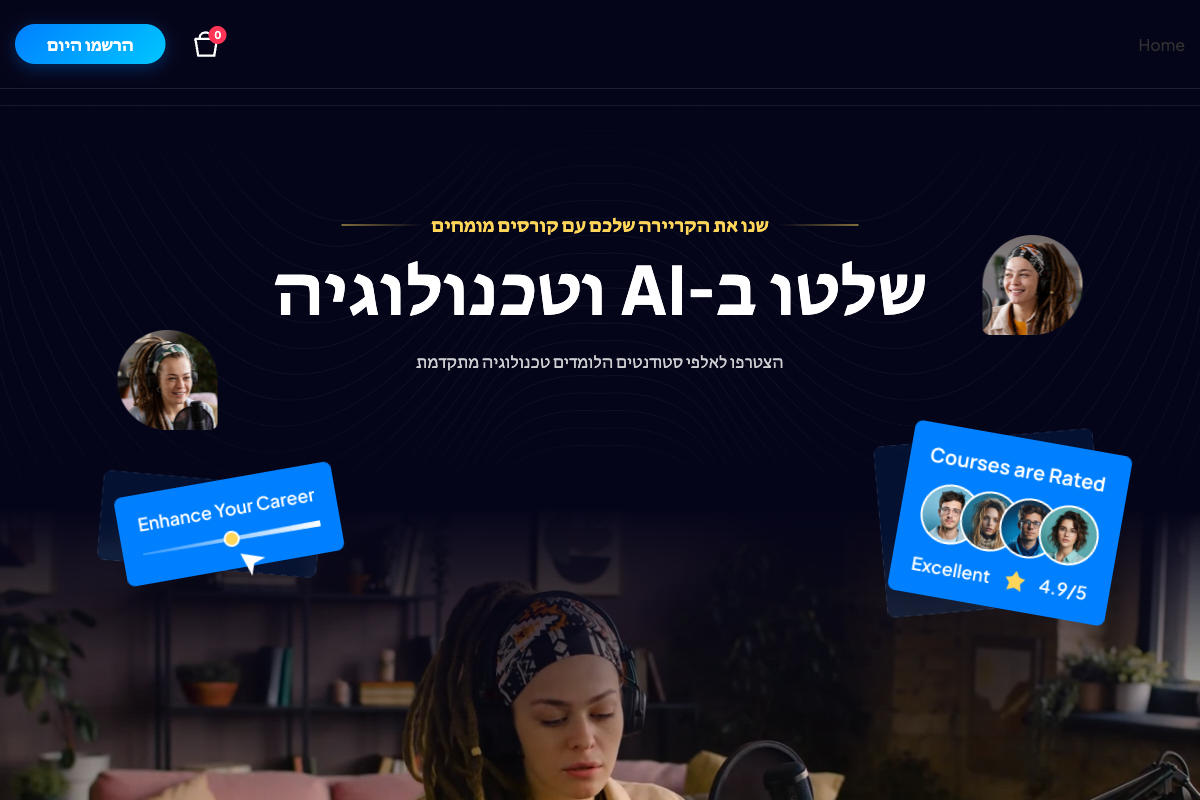 Home
0
הרשמו היום
שנו את הקריירה שלכם עם קורסים מומחים
שלטו ב-AI וטכנולוגיה
הצטרפו לאלפי סטודנטים הלומדים טכנולוגיה מתקדמת
Courses are Rated
Excellent 4.9/5
Enhance Your Career